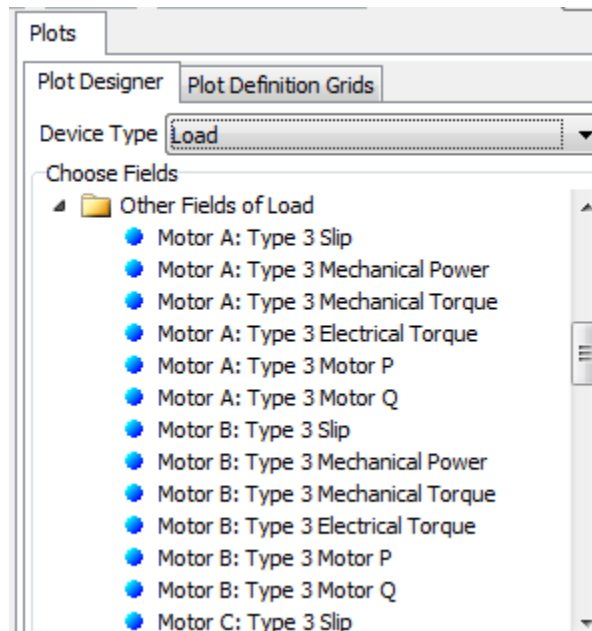 Plots
Plot Designer Plot Definition Grids
Device Type Load
Choose Fields
Other Fields of Load
Motor A: Type 3 Slip
Motor A: Type 3 Mechanical Power
Motor A: Type 3 Mechanical Torque
Motor A: Type 3 Electrical Torque
Motor A: Type 3 Motor P
Motor A: Type 3 Motor Q
Motor B: Type 3 Slip
Motor B: Type 3 Mechanical Power
Motor B: Type 3 Mechanical Torque
Motor B: Type 3 Electrical Torque
Motor B: Type 3 Motor P
Motor B: Type 3 Motor Q
Motor C: Type 3 Slip